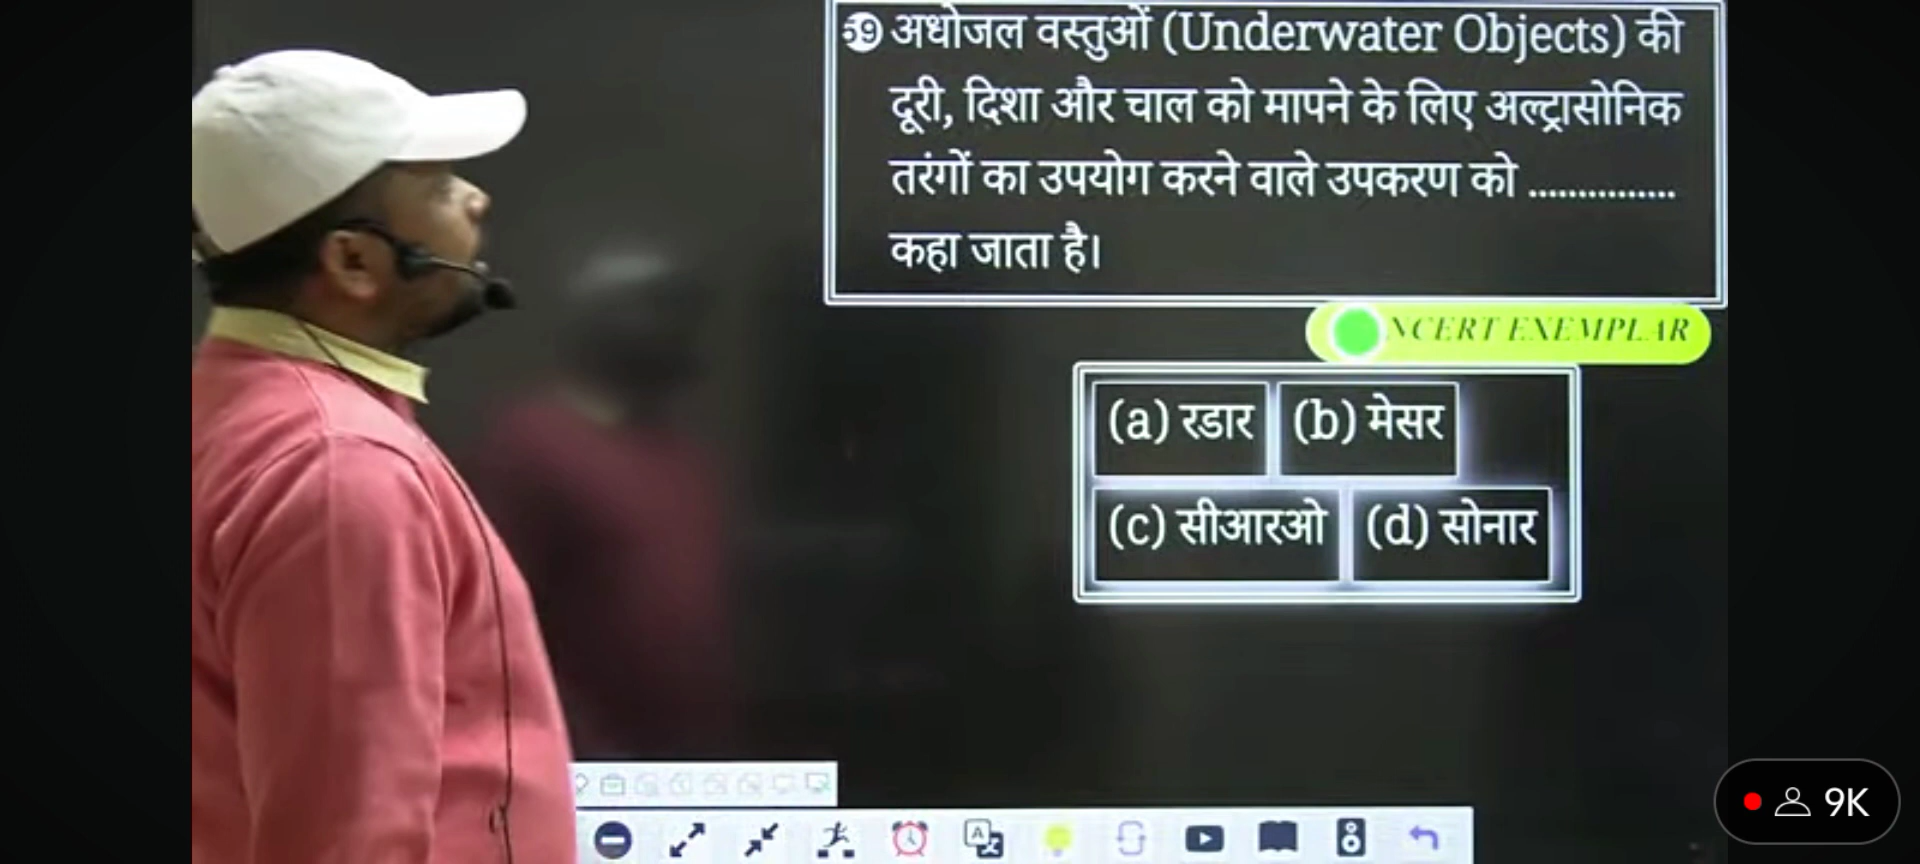 59 अधोजल वस्तुओं (Underwater Objects) की
दूरी, दिशा और चाल को मापने के लिए अल्ट्रासोनिक
तरंगों का उपयोग करने वाले उपकरण को ...............
कहा जाता है।
NCERT EXEMPLAR
(a) रडार (b) मेसर
(c) सीआरओ (d) सोनार
9K